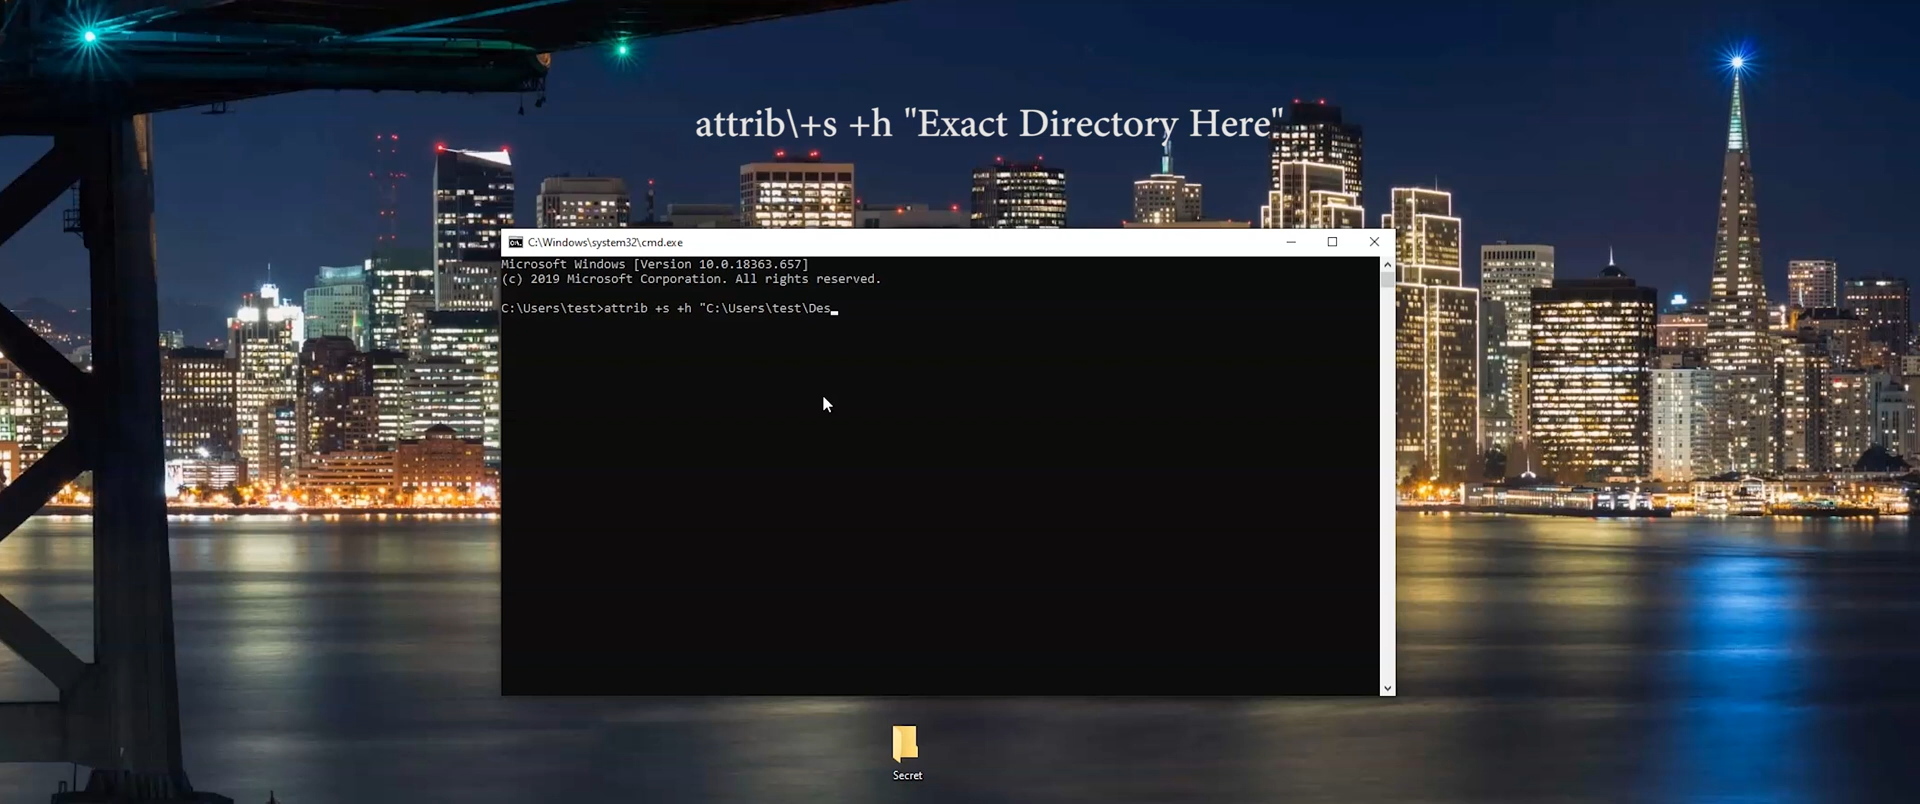 attrib\+s +h "Exact Directory Here"
C:\Windows\system32\cmd.exe
Microsoft Windows [Version 10.0.18363.657]
(c) 2019 Microsoft Corporation. All rights reserved.
C:\Users\test>attrib +s +h "C:\Users\test\Des
Secret